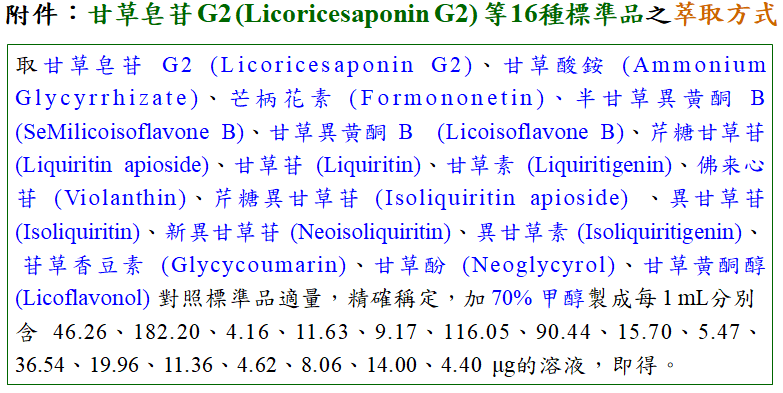 附件：甘草皂苷 G2 (Licoricesaponin G2) 等16種標準品之萃取方式
取甘草皂苷 G2 (Licoricesaponin G2)、甘草酸銨 (Ammonium
Glycyrrhizate)、芒柄花素 (Formononetin)、半甘草異黄酮 B
(SeMilicoisoflavone B)、甘草異黄酮 B (Licoisoflavone B)、芹糖甘草苷
(Liquiritin apioside)、甘草苷 (Liquiritin)、甘草素 (Liquiritigenin)、佛来心
苷 (Violanthin)、芹糖異甘草苷 (Isoliquiritin apioside) 、異甘草苷
(Isoliquiritin)、新異甘草苷 (Neoisoliquiritin)、異甘草素 (Isoliquiritigenin)、
苷草香豆素 (Glycycoumarin)、甘草酚 (Neoglycyrol)、甘草黄酮醇
(Licoflavonol) 對照標準品適量，精確稱定，加 70% 甲醇製成每 1 mL分別
含 46.26、182.20、4.16、11.63、9.17、116.05、90.44、15.70、5.47、
36.54、19.96、11.36、4.62、8.06、14.00、4.40 μg的溶液，即得。